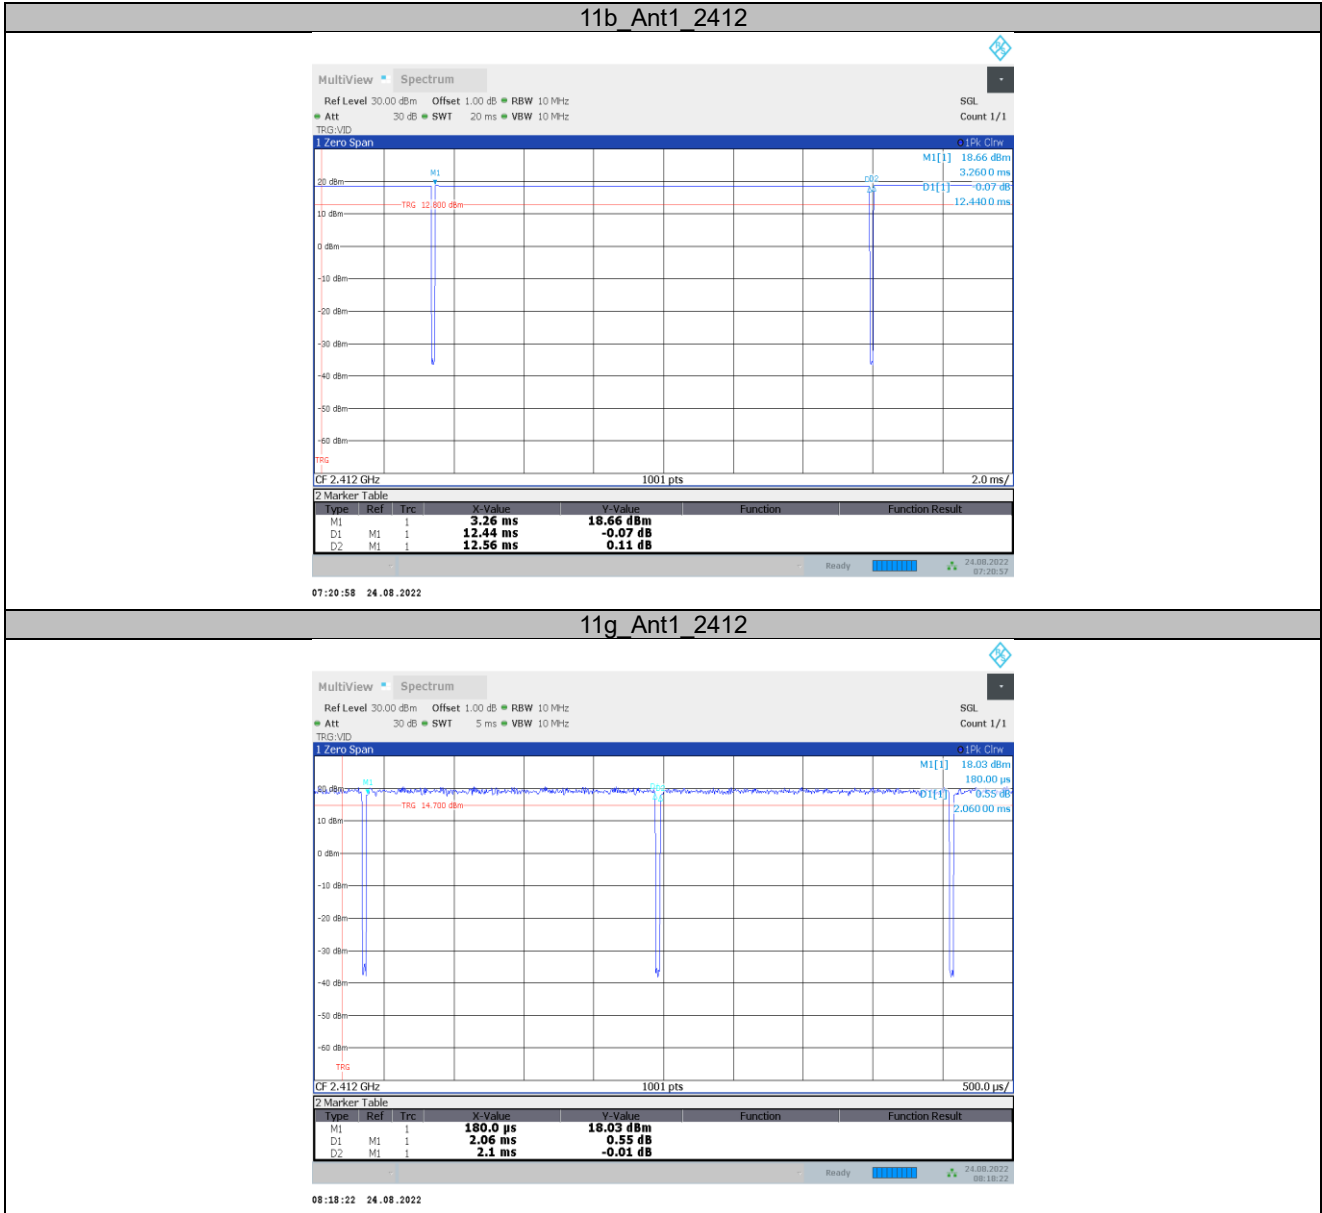 11b_Ant1_2412
MultiView Spectrum
Ref Level 30.00 dBm Offset 1.00 dB RBW 10 MHz SGL
Att 30 dB SWT 20 ms VBW 10 MHz Count 1/1
TRG:VID
1 Zero Span 1Pk Clrw
M1[1] 18.66 dBm
M1 3.2600 ms
20 dBm D1[1] -0.07 dB
TRG 12.800 dBm 12.4400 ms
10 dBm
0 dBm
-10 dBm
-20 dBm
-30 dBm
-40 dBm
-50 dBm
-60 dBm
TRG
CF 2.412 GHz 1001 pts 2.0 ms/
2 Marker Table
Type Ref Trc X-Value Y-Value Function Function Result
M1 1 3.26 ms 18.66 dBm
D1 M1 1 12.44 ms -0.07 dB
D2 M1 1 12.56 ms 0.11 dB
Ready 24.08.2022
07:20:57
07:20:58 24.08.2022
11g_Ant1_2412
MultiView Spectrum
Ref Level 30.00 dBm Offset 1.00 dB RBW 10 MHz SGL
Att 30 dB SWT 5 ms VBW 10 MHz Count 1/1
TRG:VID
1 Zero Span 1Pk Clrw
M1[1] 18.03 dBm
M1 180.00 µs
20 dBm D1[1] 0.55 dB
TRG 14.700 dBm 2.06000 ms
10 dBm
0 dBm
-10 dBm
-20 dBm
-30 dBm
-40 dBm
-50 dBm
-60 dBm
TRG
CF 2.412 GHz 1001 pts 500.0 µs/
2 Marker Table
Type Ref Trc X-Value Y-Value Function Function Result
M1 1 180.0 µs 18.03 dBm
D1 M1 1 2.06 ms 0.55 dB
D2 M1 1 2.1 ms -0.01 dB
Ready 24.08.2022
08:18:22
08:18:22 24.08.2022